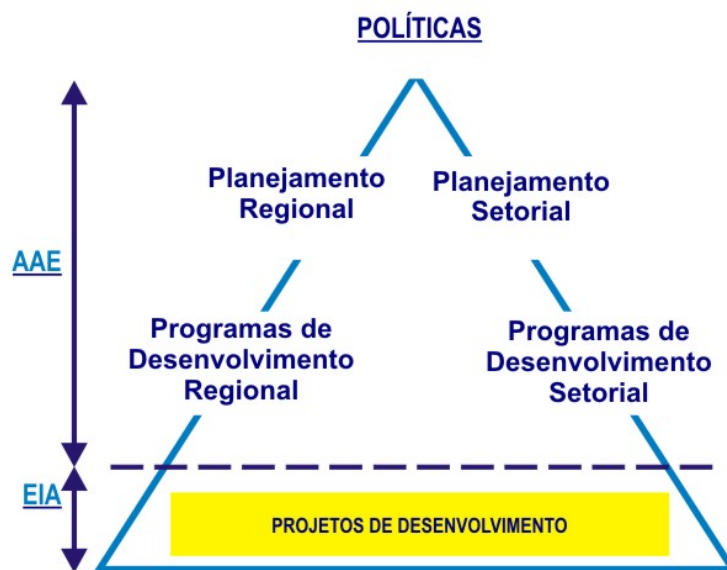 POLÍTICAS
Planejamento
Regional
Planejamento
Setorial
AAE
Programas de
Desenvolvimento
Regional
Programas de
Desenvolvimento
Setorial
EIA
PROJETOS DE DESENVOLVIMENTO